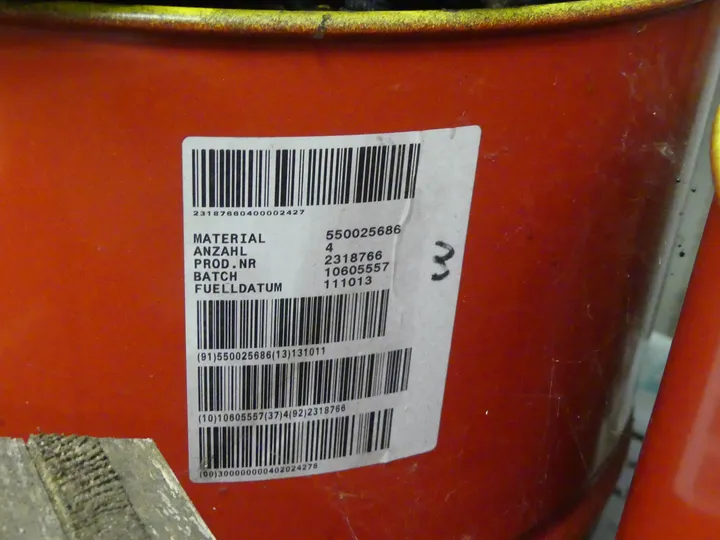 23187660400002427
MATERIAL 550025686
ANZAHL 4
PROD.NR 2318766
BATCH 10605557
FUELLDATUM 111013
3
(91)550025686(13)131011
(10)10605557(37)4(92)2318766
(90)300000000402024276